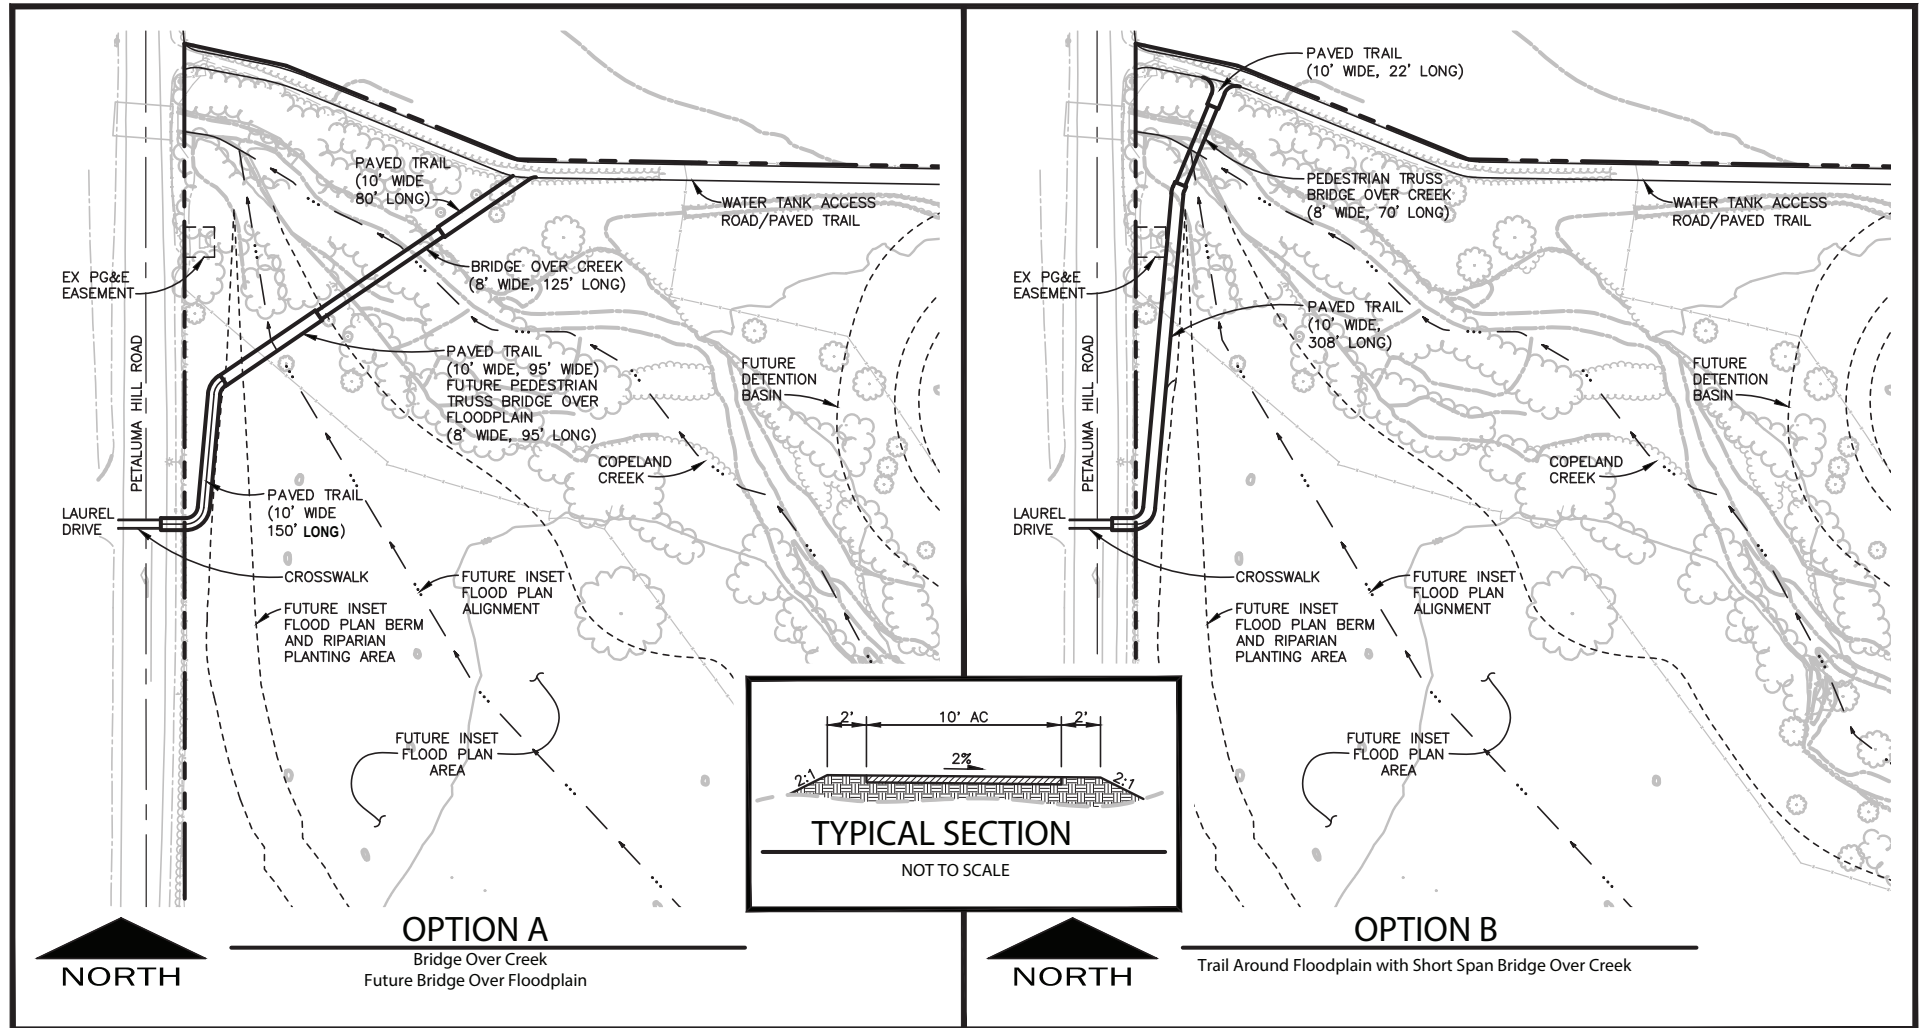 PAVED TRAIL
(10' WIDE
80' LONG)
WATER TANK ACCESS
ROAD/PAVED TRAIL
BRIDGE OVER CREEK
(8' WIDE, 125' LONG)
EX PG&E
EASEMENT
PETALUMA HILL ROAD
PAVED TRAIL
(10' WIDE, 95' WIDE)
FUTURE PEDESTRIAN
TRUSS BRIDGE OVER
FLOODPLAIN
(8' WIDE, 95' LONG)
FUTURE
DETENTION
BASIN
COPELAND
CREEK
PAVED TRAIL
(10' WIDE
150' LONG)
LAUREL
DRIVE
CROSSWALK
FUTURE INSET
FLOOD PLAN
ALIGNMENT
FUTURE INSET
FLOOD PLAN BERM
AND RIPARIAN
PLANTING AREA
FUTURE INSET
FLOOD PLAN
AREA
NORTH
OPTION A
Bridge Over Creek
Future Bridge Over Floodplain
2'
10' AC
2'
2%
2:1
2:1
TYPICAL SECTION
NOT TO SCALE
PAVED TRAIL
(10' WIDE, 22' LONG)
PEDESTRIAN TRUSS
BRIDGE OVER CREEK
(8' WIDE, 70' LONG)
WATER TANK ACCESS
ROAD/PAVED TRAIL
EX PG&E
EASEMENT
PAVED TRAIL
(10' WIDE,
308' LONG)
PETALUMA HILL ROAD
FUTURE
DETENTION
BASIN
COPELAND
CREEK
LAUREL
DRIVE
CROSSWALK
FUTURE INSET
FLOOD PLAN
ALIGNMENT
FUTURE INSET
FLOOD PLAN BERM
AND RIPARIAN
PLANTING AREA
FUTURE INSET
FLOOD PLAN
AREA
NORTH
OPTION B
Trail Around Floodplain with Short Span Bridge Over Creek